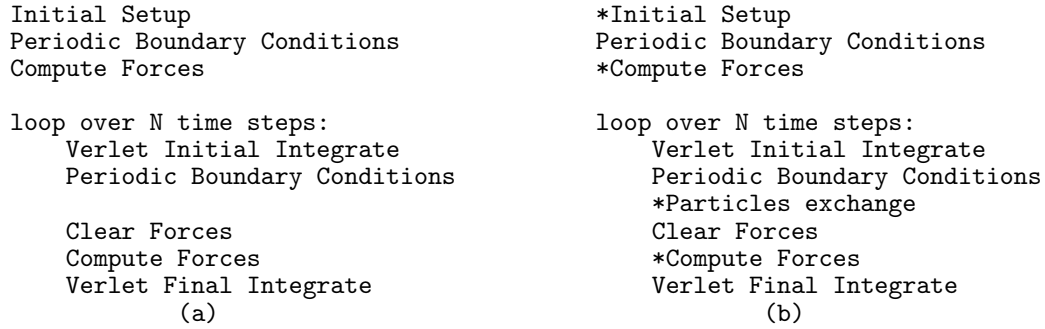 Initial Setup
Periodic Boundary Conditions
Compute Forces
loop over N time steps:
Verlet Initial Integrate
Periodic Boundary Conditions
Clear Forces
Compute Forces
Verlet Final Integrate
(a)
*Initial Setup
Periodic Boundary Conditions
*Compute Forces
loop over N time steps:
Verlet Initial Integrate
Periodic Boundary Conditions
*Particles exchange
Clear Forces
*Compute Forces
Verlet Final Integrate
(b)